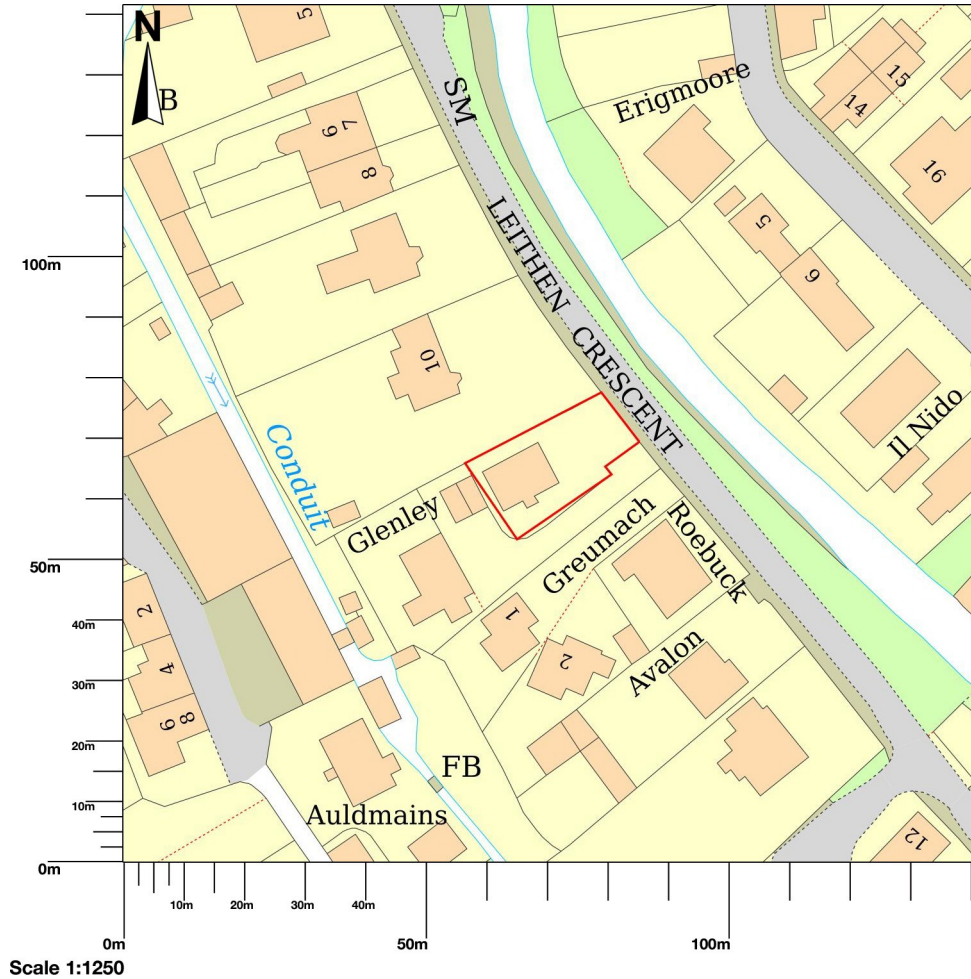 5
N
B
SM
Erigmoore
15
14
16
7
6
8
LEITHEN CRESCENT
5
6
100m
10
Il Nido
Conduit
Glenley
Greumach
Roebuck
50m
2
1
40m
4
2
Avalon
30m
8
6
20m
FB
10m
Auldmains
12
0m
10m
20m
30m
40m
0m
50m
100m
Scale 1:1250